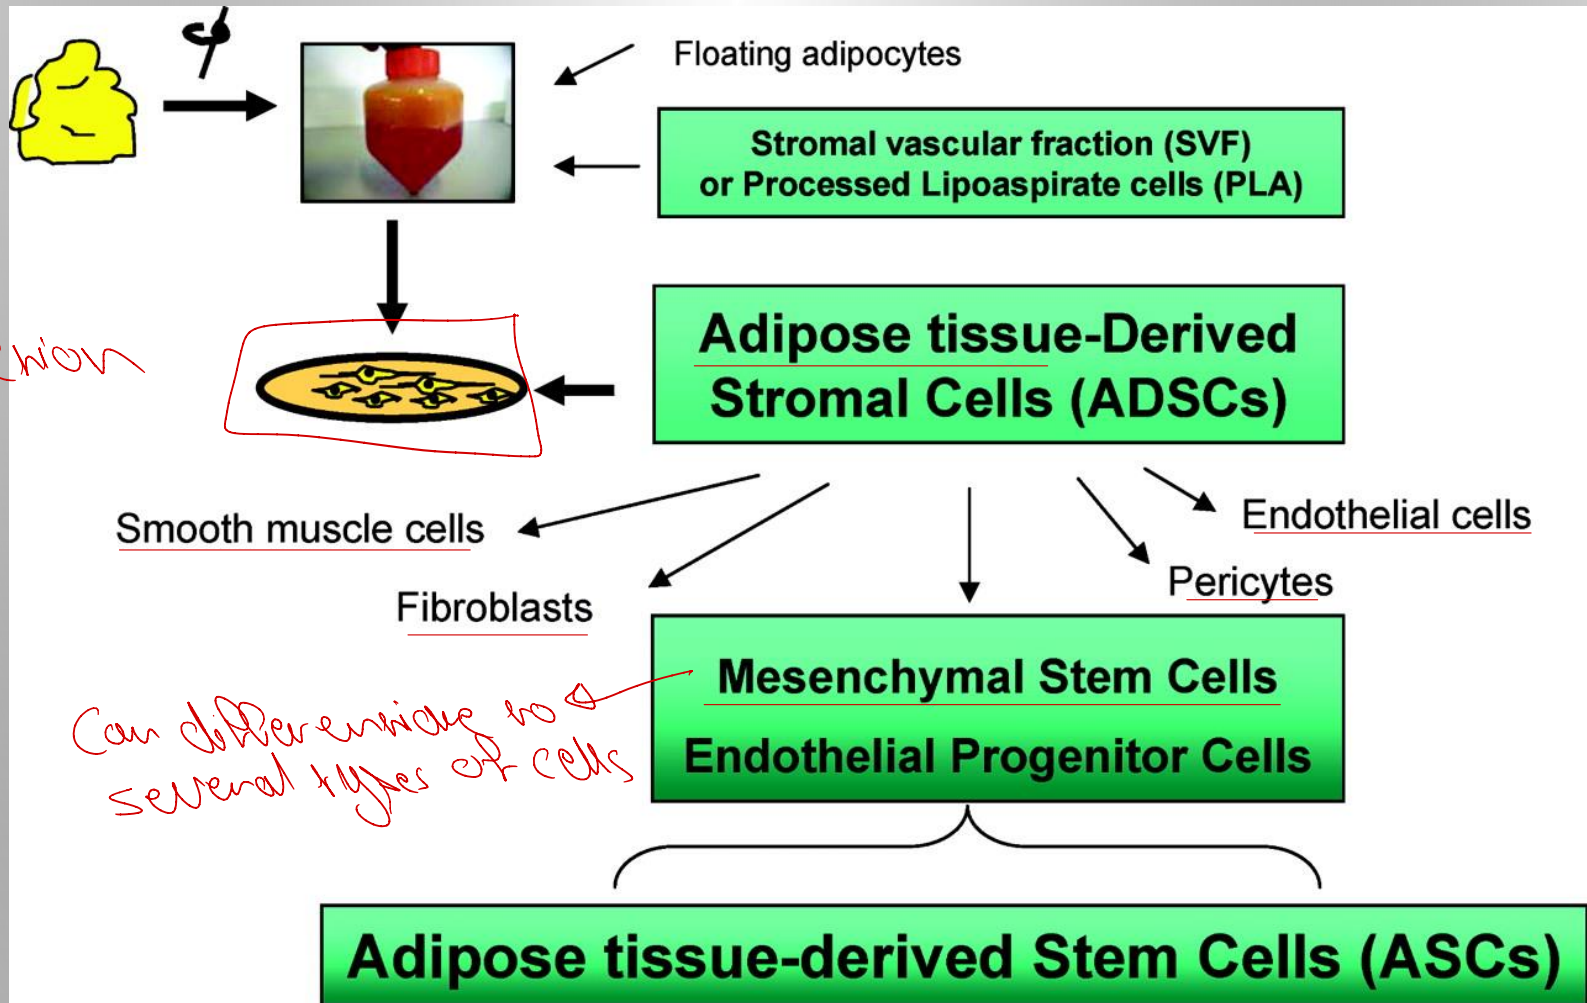 Floating adipocytes
Stromal vascular fraction (SVF)
or Processed Lipoaspirate cells (PLA)
Adipose tissue-Derived
Stromal Cells (ADSCs)
Smooth muscle cells
Endothelial cells
Fibroblasts
Pericytes
Mesenchymal Stem Cells
Endothelial Progenitor Cells
Can to
several types of cells
Adipose tissue-derived Stem Cells (ASCs)